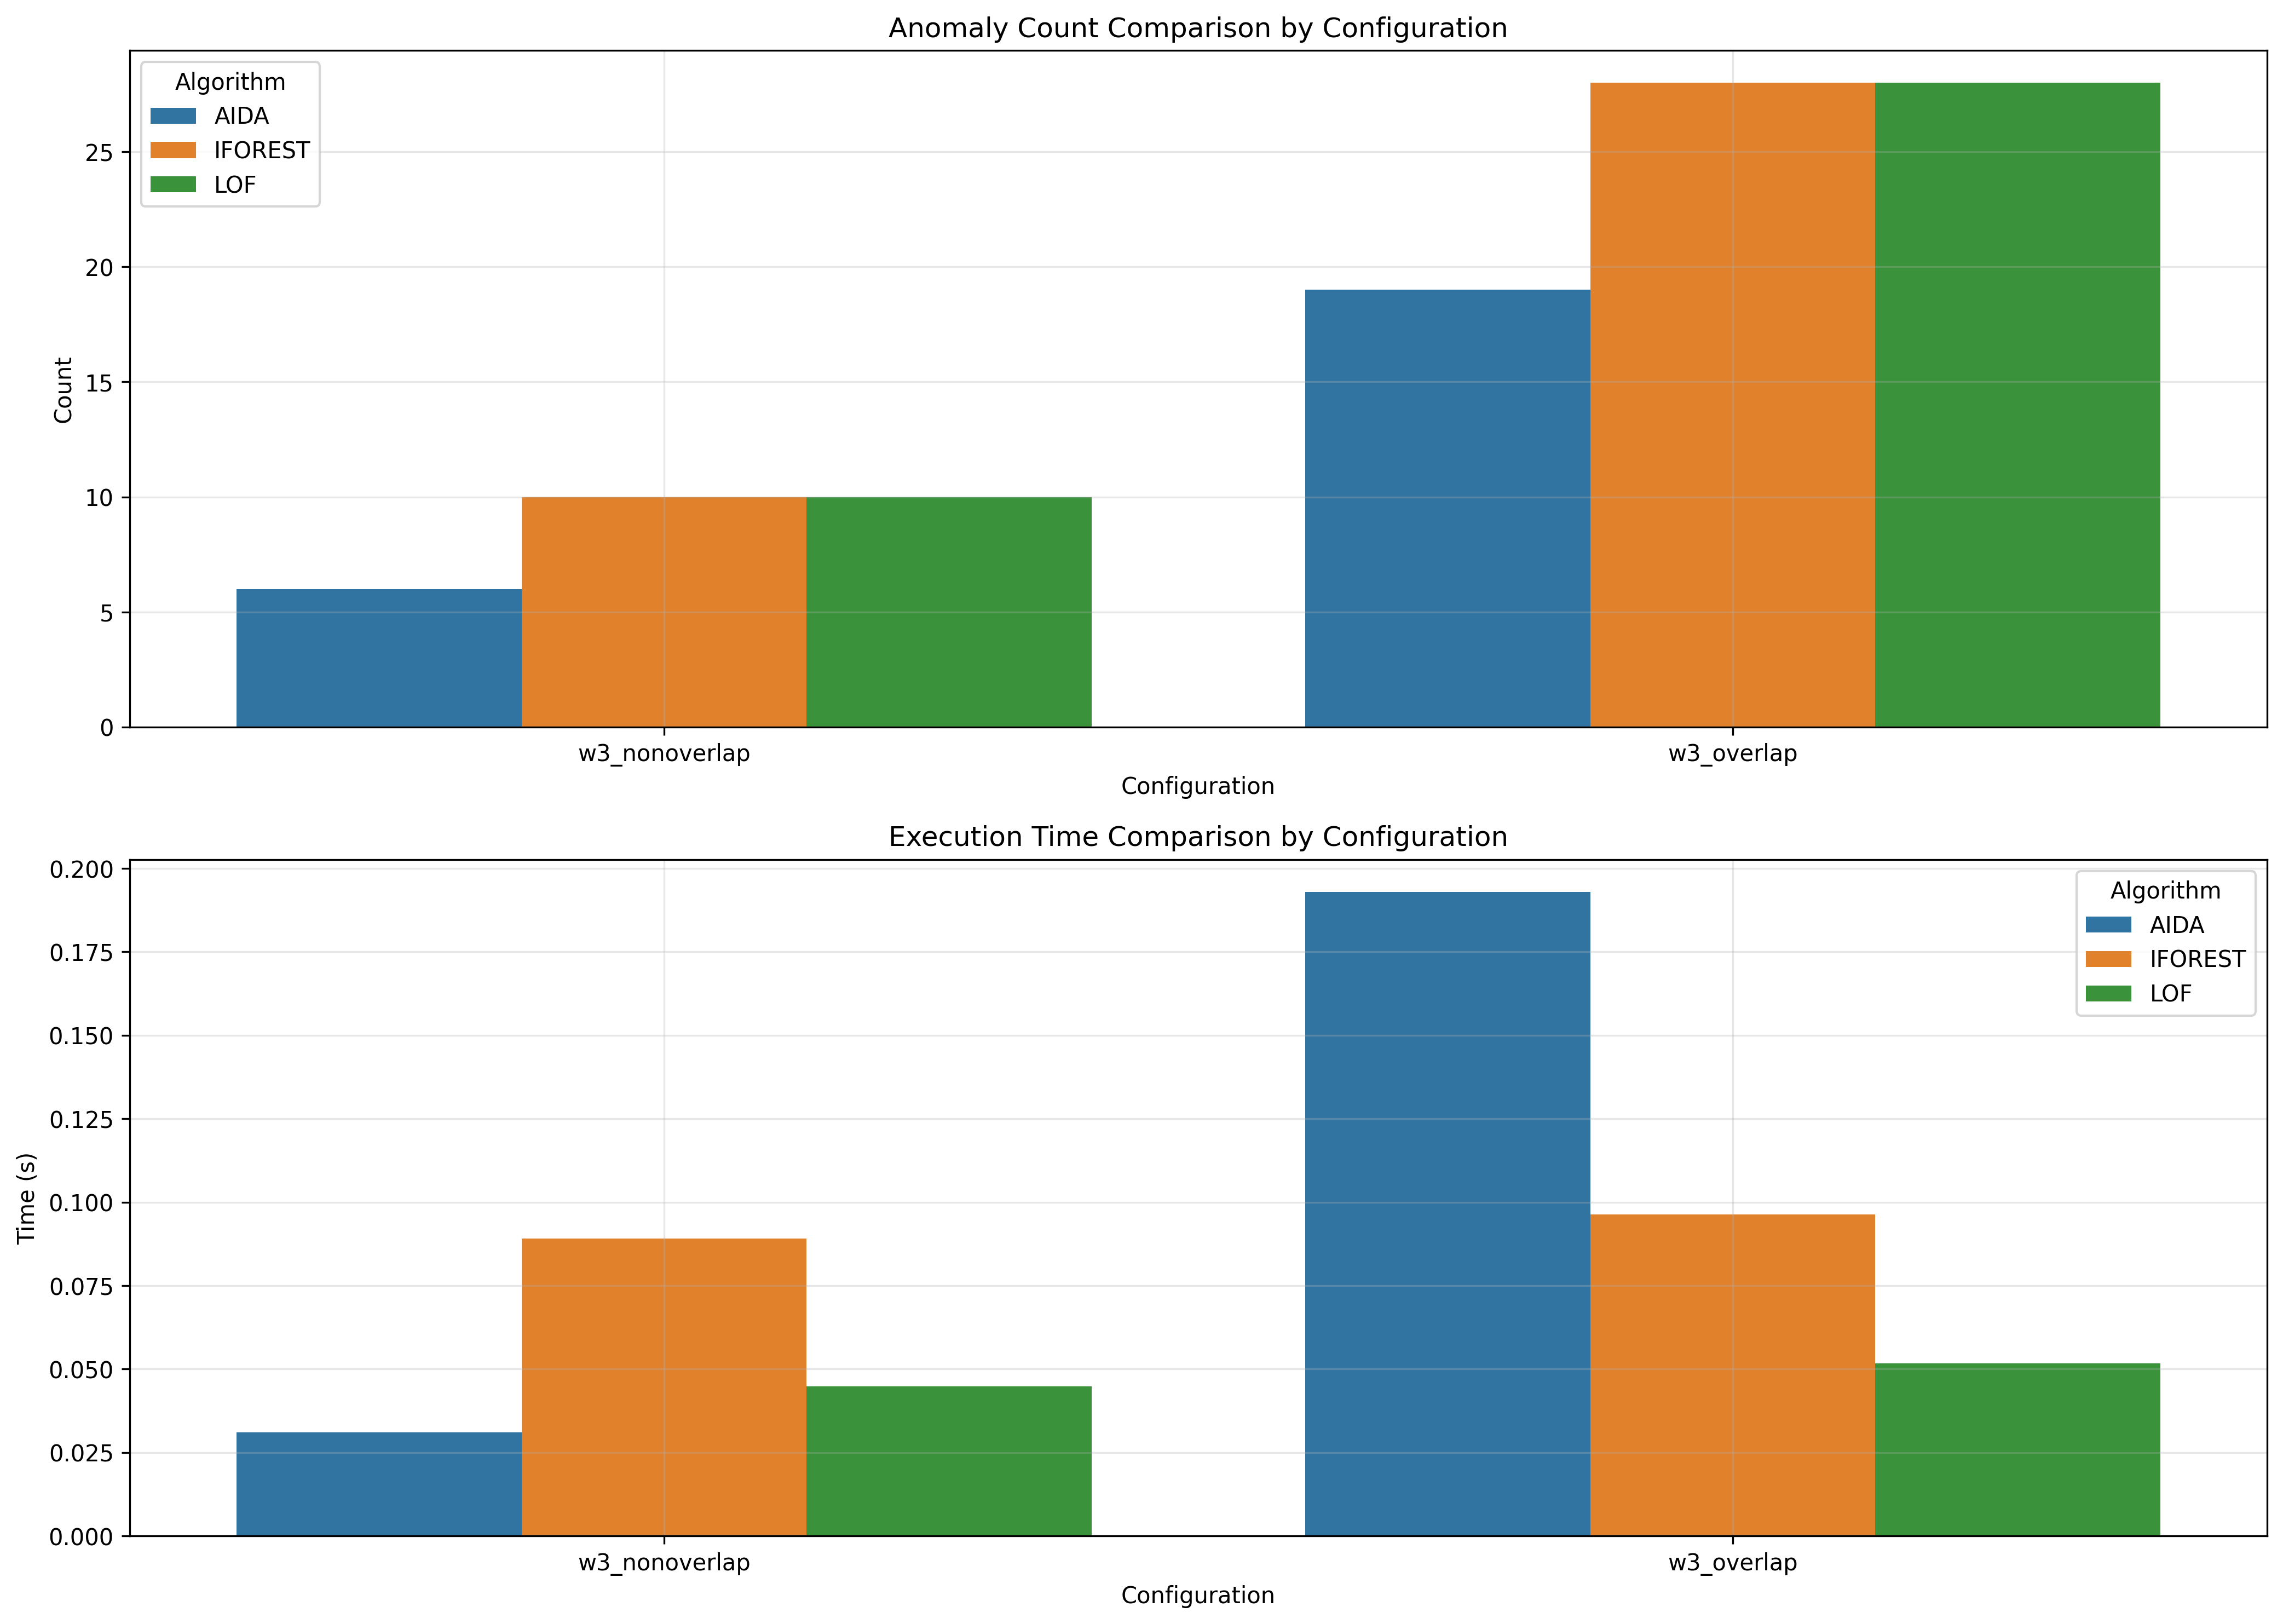 Anomaly Count Comparison by Configuration
Algorithm
AIDA
IFOREST
LOF
Count
25
20
15
10
5
0
w3_nonoverlap
w3_overlap
Configuration
Execution Time Comparison by Configuration
Algorithm
AIDA
IFOREST
LOF
Time (s)
0.200
0.175
0.150
0.125
0.100
0.075
0.050
0.025
0.000
w3_nonoverlap
w3_overlap
Configuration